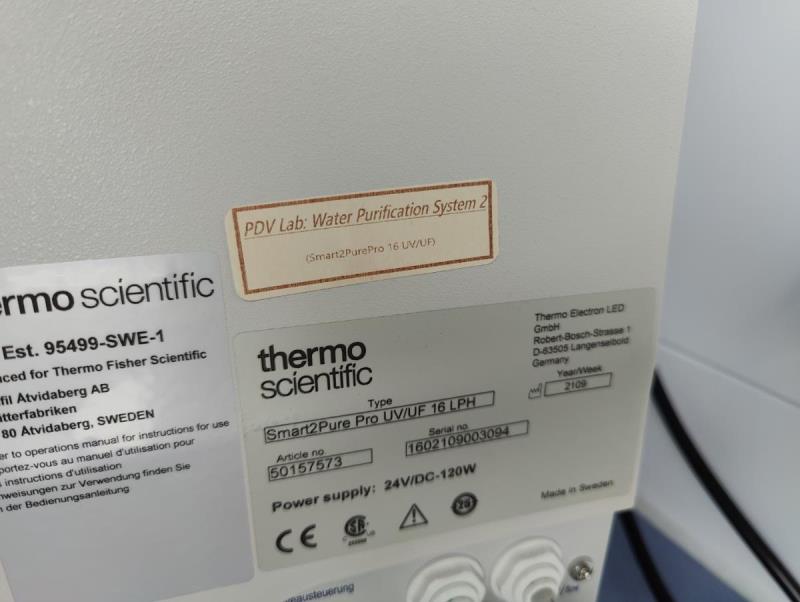 PDV Lab: Water Purification System 2
(Smart2PurePro 16 UV/UF)
ermo scientific
Est. 95499-SWE-1
ced for Thermo Fisher Scientific
fil Åtvidaberg AB
itterfabriken
80 Åtvidaberg, SWEDEN
er to operations manual for instructions for use
portez-vous au manuel d'utilisation pour
s instructions d'utilisation
nweisungen zur Verwendung finden Sie
n der Bedienungsanleitung
thermo
scientific
Thermo Electron LED
GmbH
Robert-Bosch-Strasse 1
D-63505 Langenselbold
Germany
Year/Week
2109
Type
Smart2Pure Pro UV/UF 16 LPH
Article no
50157573
Serial no
1602109003094
Power supply: 24V/DC-120W
Made in Sweden
CE
reausteuerung